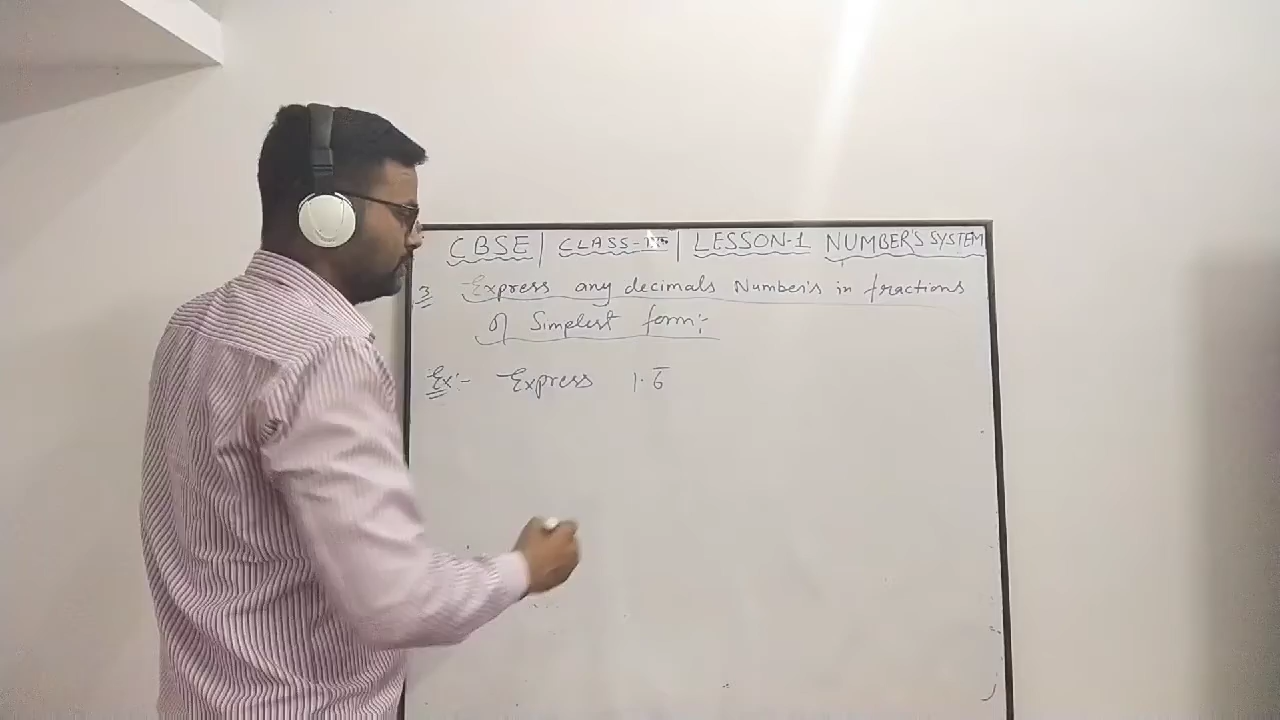 CBSE | CLASS- | LESSON-1 NUMBER'S SYSTEM
3 Express any decimals Number's in fractions
of Simplest form:-
Ex:- Express 1.6̅